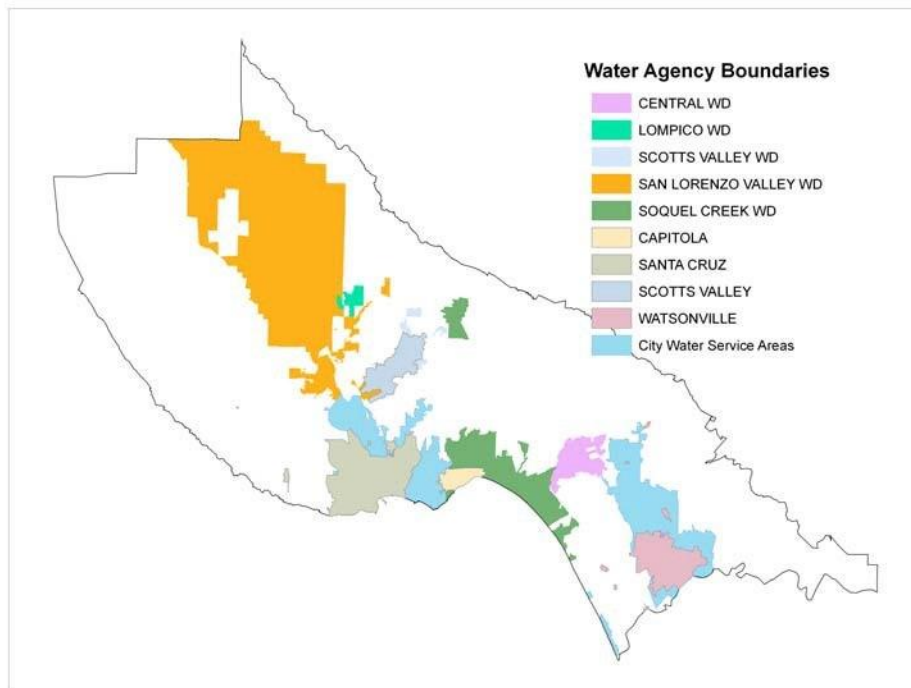 Water Agency Boundaries
CENTRAL WD
LOMPICO WD
SCOTTS VALLEY WD
SAN LORENZO VALLEY WD
SOQUEL CREEK WD
CAPITOLA
SANTA CRUZ
SCOTTS VALLEY
WATSONVILLE
City Water Service Areas